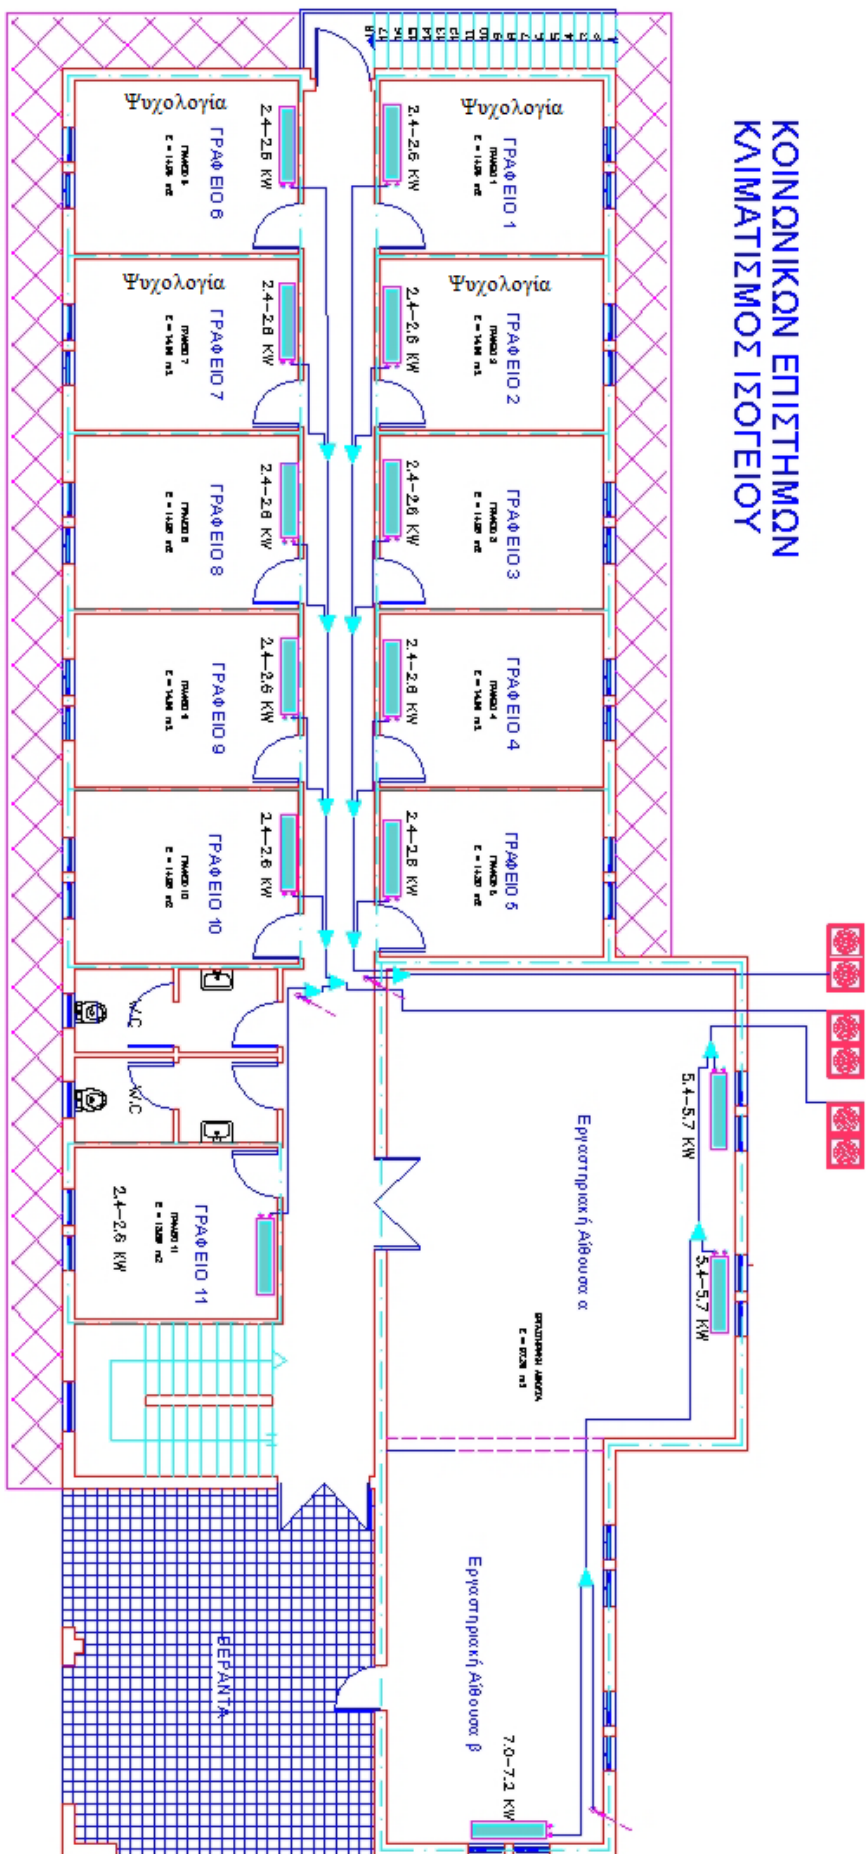 ΚΟΙΝΩΝΙΚΩΝ ΕΠΙΣΤΗΜΩΝ
ΚΛΙΜΑΤΙΣΜΟΣ ΙΣΟΓΕΙΟΥ
Ψυχολογία
ΓΡΑΦΕΙΟ 6
2.4-2.6 KW
Ψυχολογία
ΓΡΑΦΕΙΟ 1
2.4-2.6 KW
Ψυχολογία
ΓΡΑΦΕΙΟ 7
2.4-2.6 KW
Ψυχολογία
ΓΡΑΦΕΙΟ 2
2.4-2.6 KW
ΓΡΑΦΕΙΟ 8
2.4-2.6 KW
ΓΡΑΦΕΙΟ 3
2.4-2.6 KW
ΓΡΑΦΕΙΟ 9
2.4-2.6 KW
ΓΡΑΦΕΙΟ 4
2.4-2.6 KW
ΓΡΑΦΕΙΟ 10
2.4-2.6 KW
ΓΡΑΦΕΙΟ 5
2.4-2.6 KW
W.C
W.C
ΓΡΑΦΕΙΟ 11
2.4-2.6 KW
Εργαστηριακή Αίθουσα α
5.4-5.7 KW
5.4-5.7 KW
Εργαστηριακή Αίθουσα β
7.0-7.2 KW
ΒΕΡΑΝΤΑ